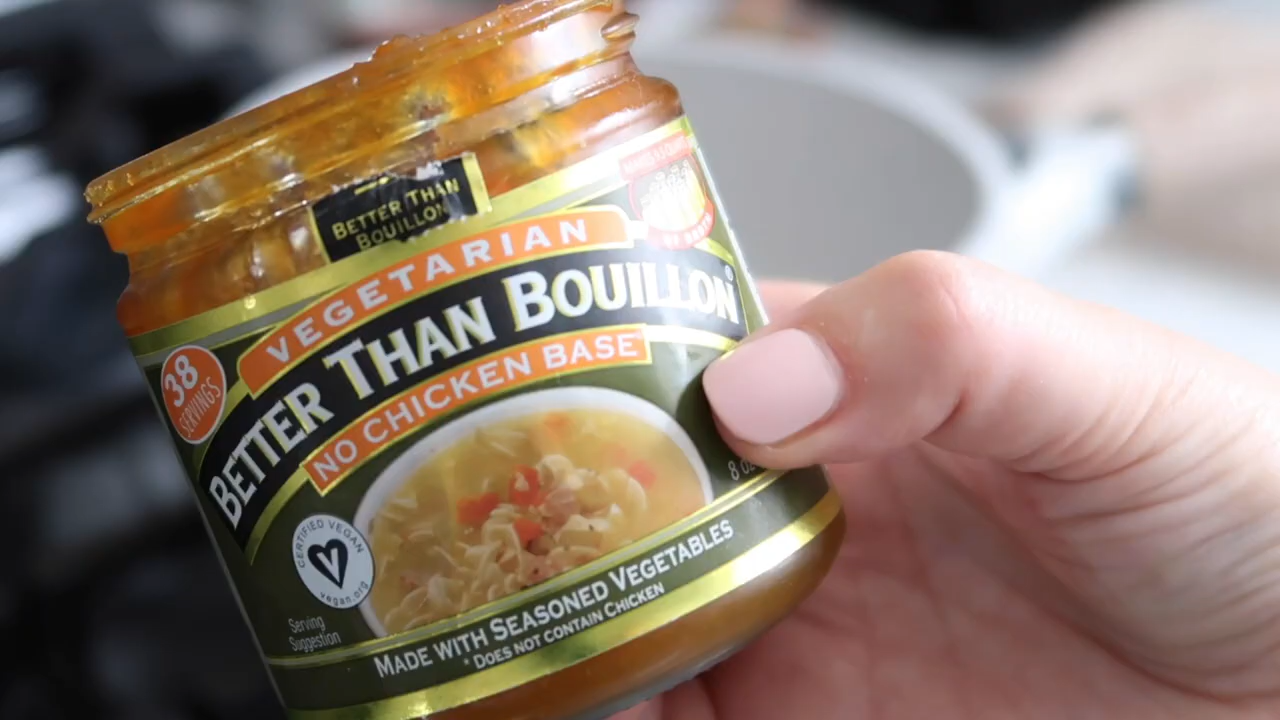 BETTER THAN
BOUILLON
VEGETARIAN
BETTER THAN BOUILLON®
NO CHICKEN BASE™
38
SERVINGS
CERTIFIED VEGAN
vegan.org
Serving
Suggestion
8 oz
MADE WITH SEASONED VEGETABLES
* DOES NOT CONTAIN CHICKEN